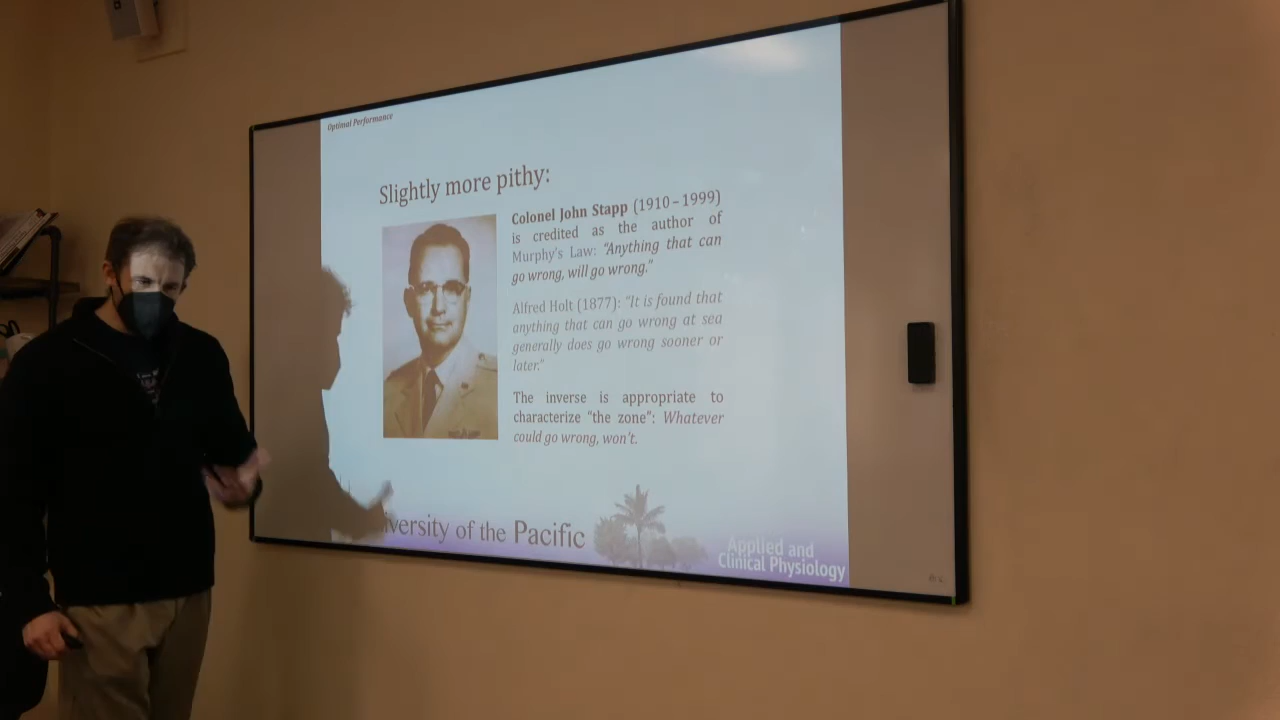 Optimal Performance
Slightly more pithy:
Colonel John Stapp (1910–1999)
is credited as the author of
Murphy's Law: “Anything that can
go wrong, will go wrong.”
Alfred Holt (1877): “It is found that
anything that can go wrong at sea
generally does go wrong sooner or
later.”
The inverse is appropriate to
characterize “the zone”: Whatever
could go wrong, won't.
iversity of the Pacific
Applied and
Clinical Physiology